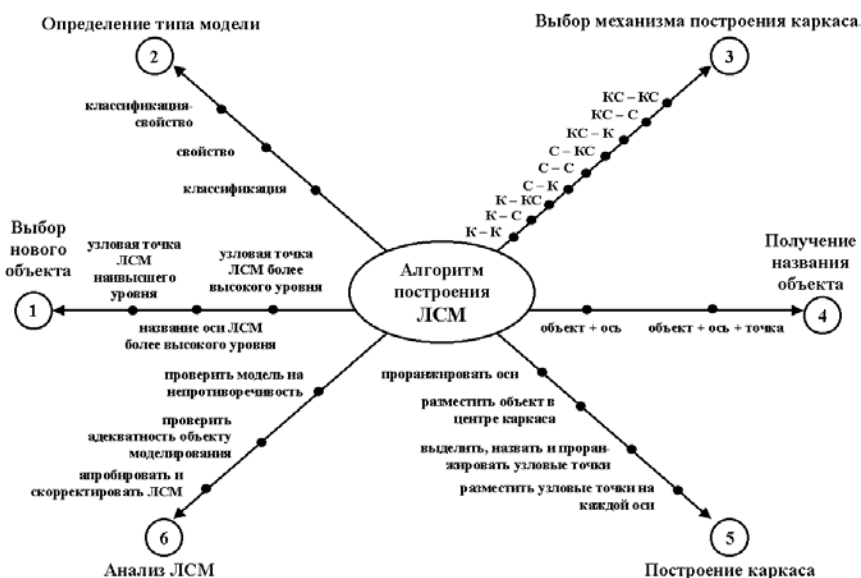 Определение типа модели
2
классификация-
свойство
свойство
классификация
Выбор механизма построения каркаса
3
КС – КС
КС – С
КС – К
С – КС
С – С
С – К
К – КС
К – С
К – К
Выбор
нового
объекта
1
узловая точка
ЛСМ
наивысшего
уровня
узловая точка
ЛСМ более
высокого уровня
название оси ЛСМ
более высокого уровня
Алгоритм
построения
ЛСМ
Получение
названия
объекта
4
объект + ось
объект + ось + точка
проверить модель на
непротиворечивость
проверить
адекватность объекту
моделирования
апробировать и
скорректировать ЛСМ
6
Анализ ЛСМ
проранжировать оси
разместить объект в
центре каркаса
выделить, назвать и проран-
жировать узловые точки
разместить узловые точки на
каждой оси
5
Построение каркаса